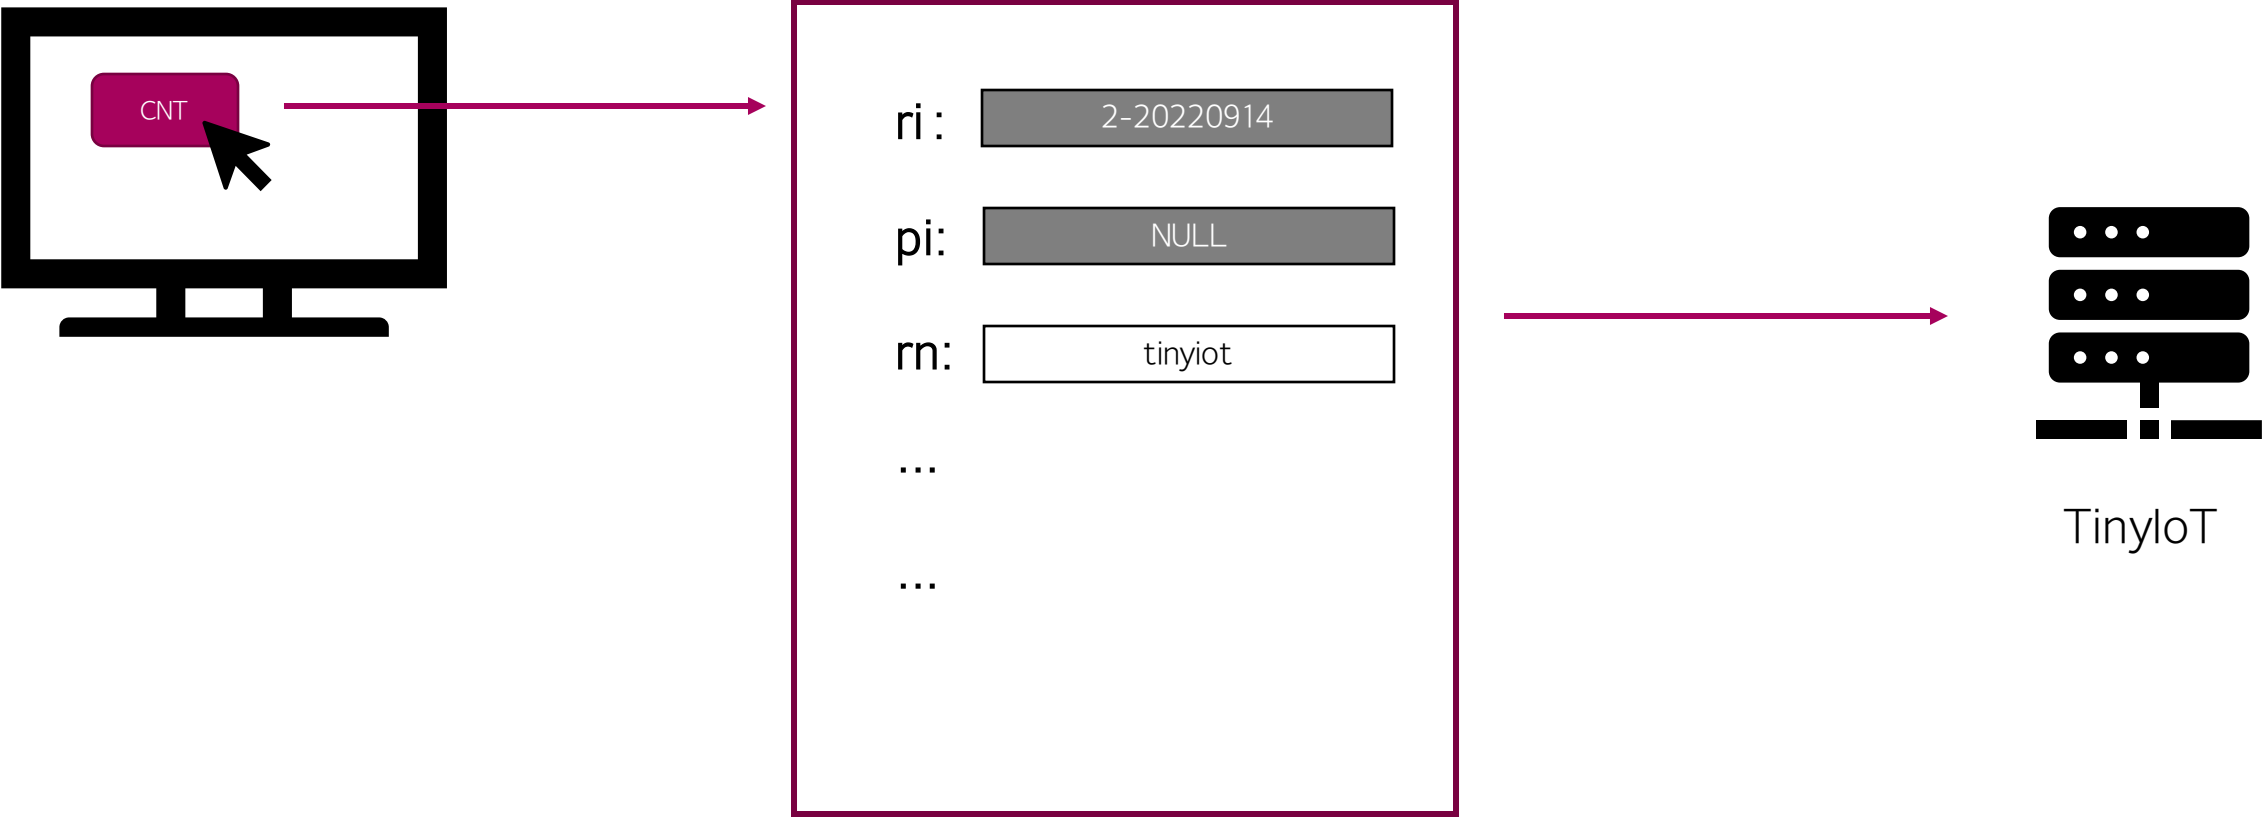 CNT
ri : 2-20220914
pi: NULL
rn: tinyiot
...
...
TinyIoT